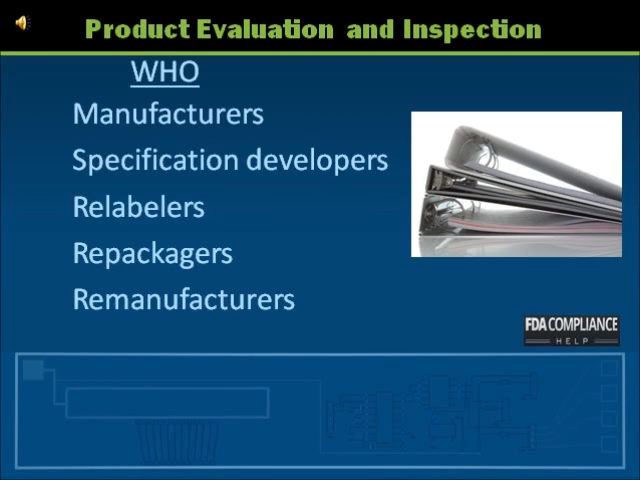 Product Evaluation and Inspection
WHO
Manufacturers
Specification developers
Relabelers
Repackagers
Remanufacturers
FDA COMPLIANCE
HELP